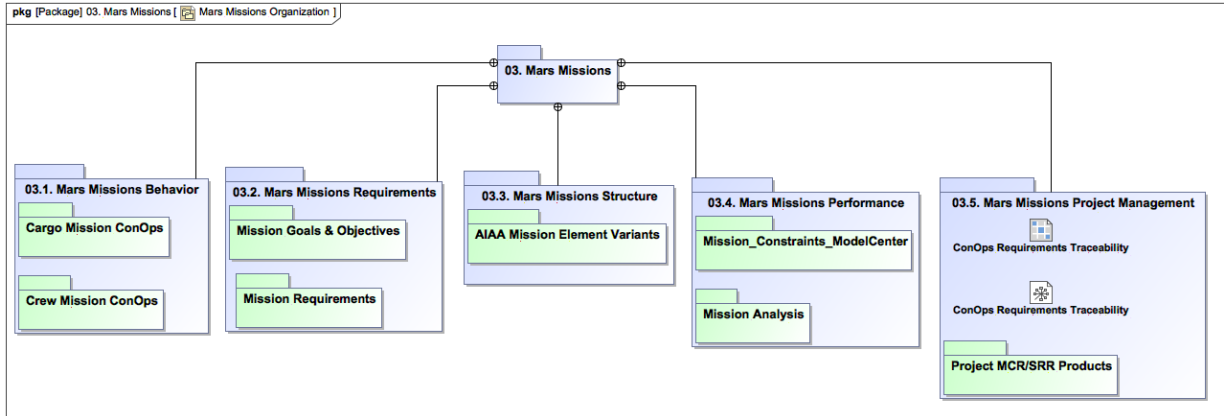 pkg [Package] 03. Mars Missions [ Mars Missions Organization ]
03. Mars Missions
03.1. Mars Missions Behavior
Cargo Mission ConOps
Crew Mission ConOps
03.2. Mars Missions Requirements
Mission Goals & Objectives
Mission Requirements
03.3. Mars Missions Structure
AIAA Mission Element Variants
03.4. Mars Missions Performance
Mission_Constraints_ModelCenter
Mission Analysis
03.5. Mars Missions Project Management
ConOps Requirements Traceability
ConOps Requirements Traceability
Project MCR/SRR Products